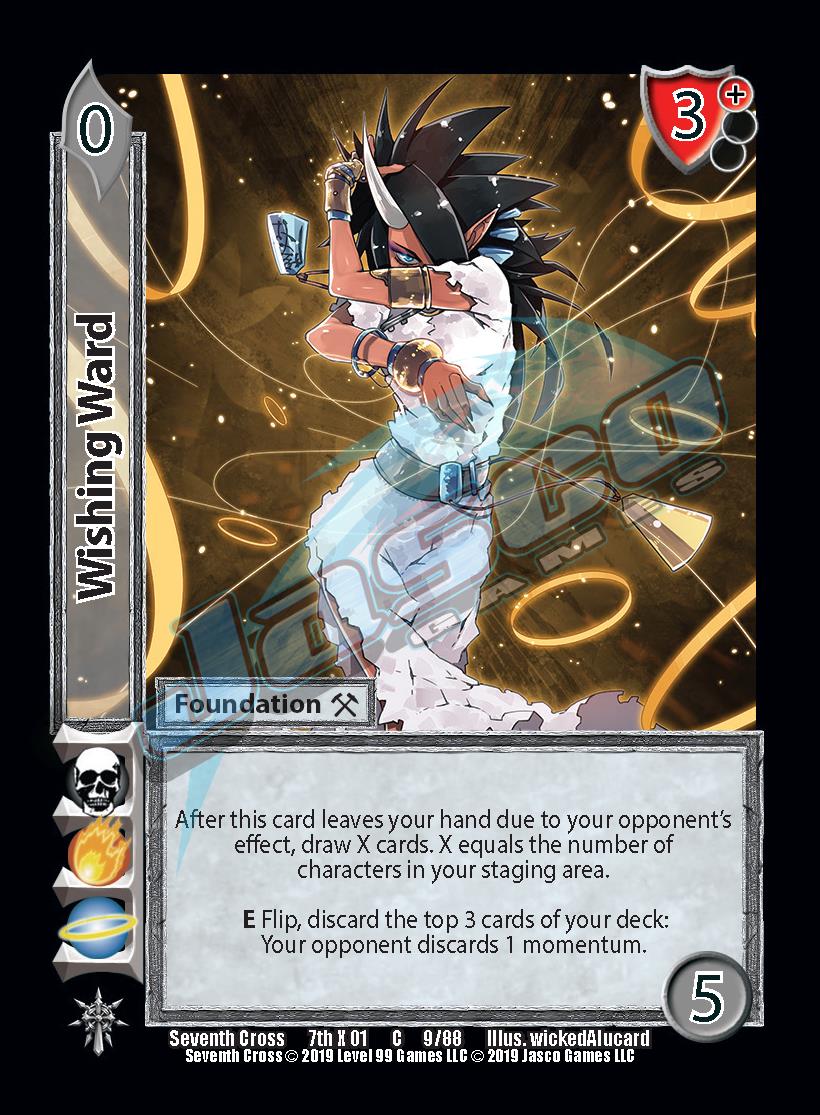 0
3 +
Wishing Ward
JASCO
GAMES
Foundation
After this card leaves your hand due to your opponent's
effect, draw X cards. X equals the number of
characters in your staging area.
E Flip, discard the top 3 cards of your deck:
Your opponent discards 1 momentum.
5
Seventh Cross 7th X 01 C 9/88 Illus. wickedAlucard
Seventh Cross © 2019 Level 99 Games LLC © 2019 Jasco Games LLC